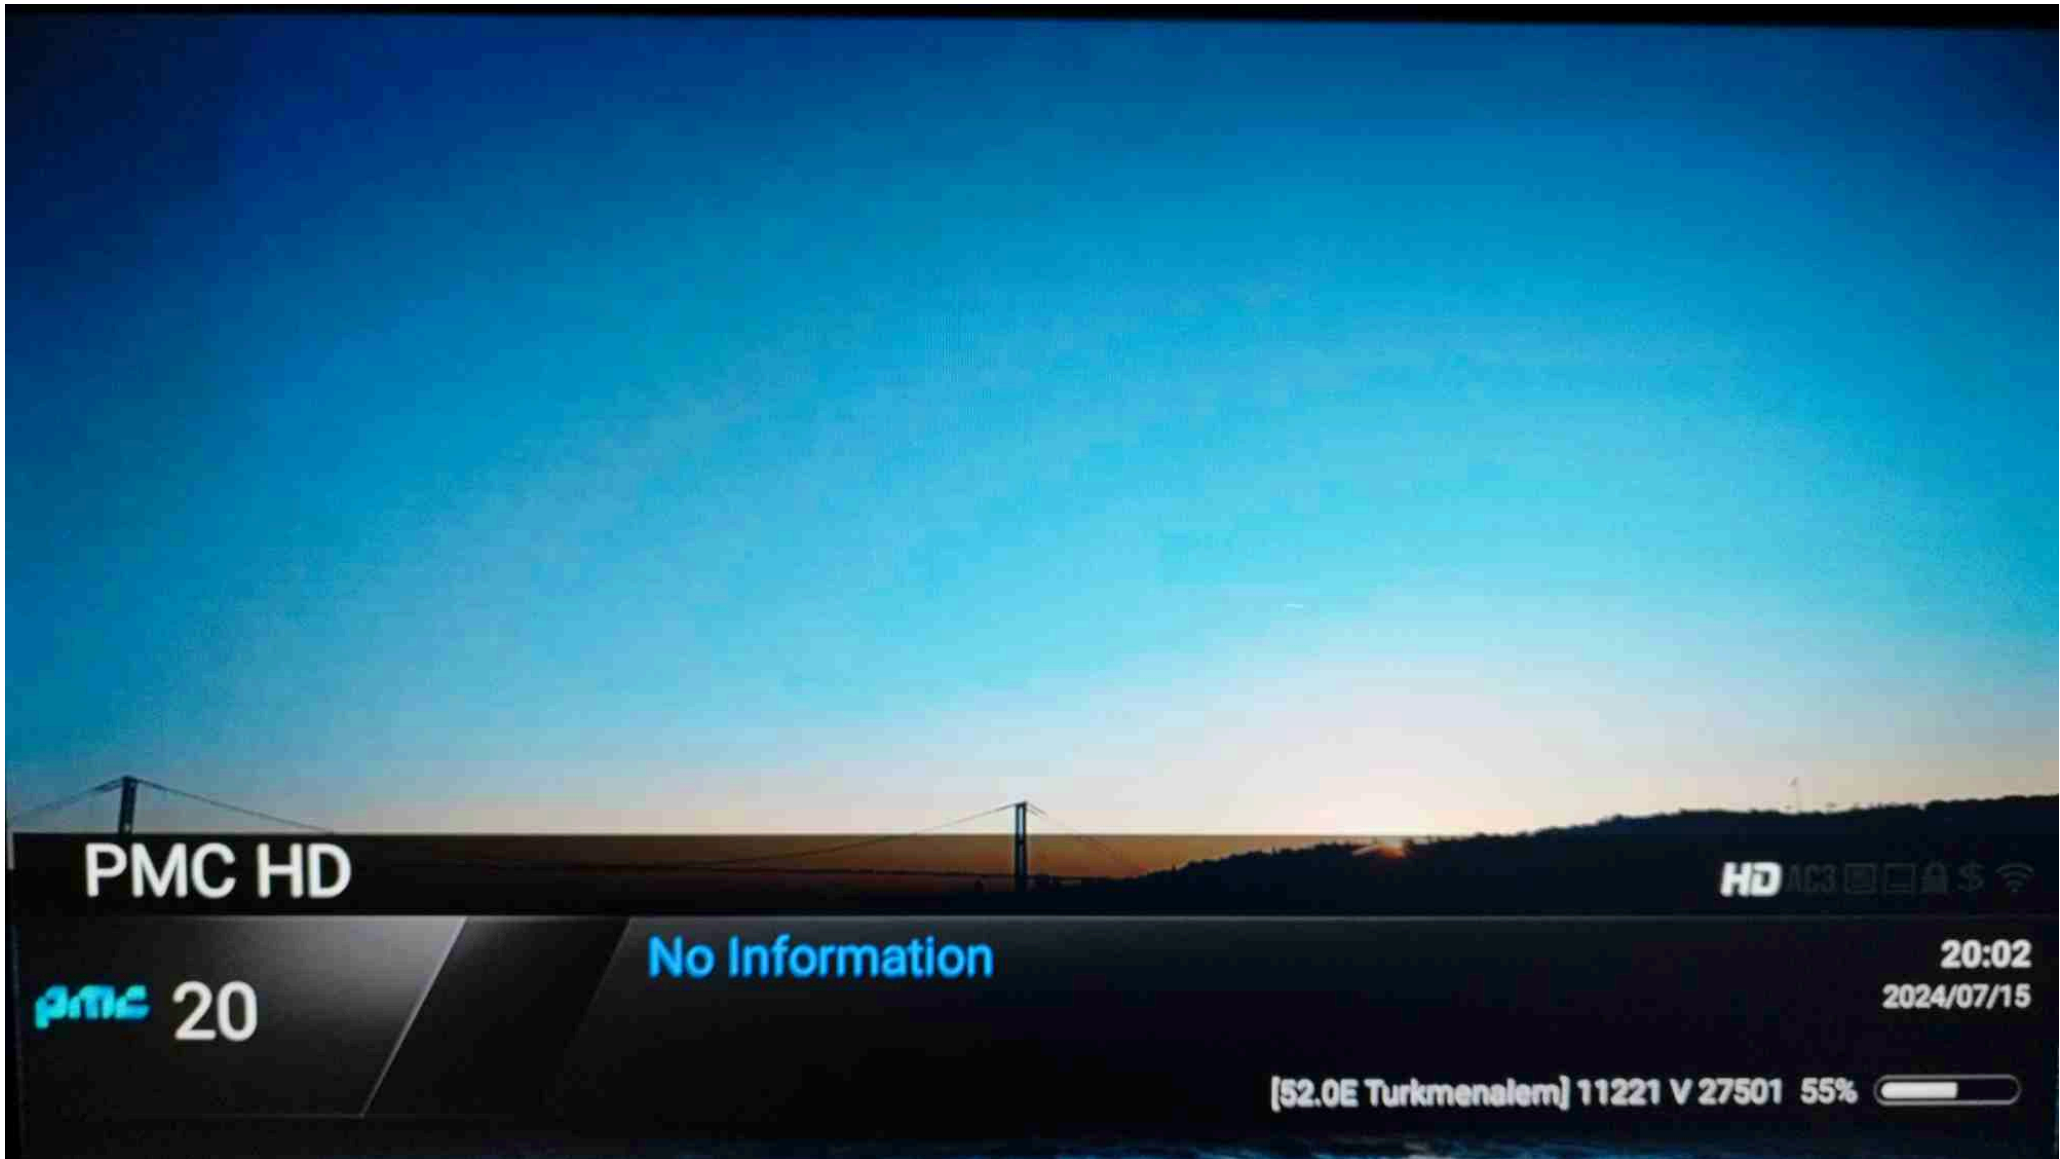 PMC HD
HD AC3 $
pmc 20
No Information
20:02
2024/07/15
[52.0E Turkmenalem] 11221 V 27501 55%